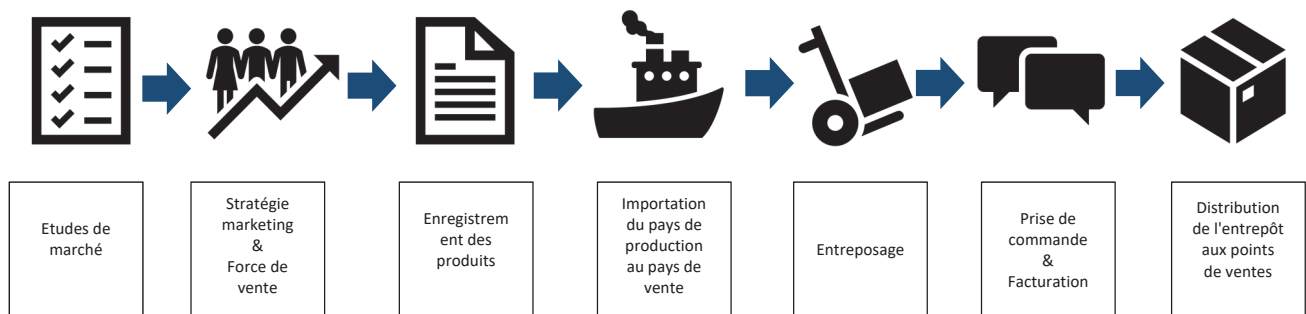 Etudes de
marché
Stratégie
marketing
&
Force de
vente
Enregistrem
ent des
produits
Importation
du pays de
production
au pays de
vente
Entreposage
Prise de
commande
&
Facturation
Distribution
de l'entrepôt
aux points
de ventes